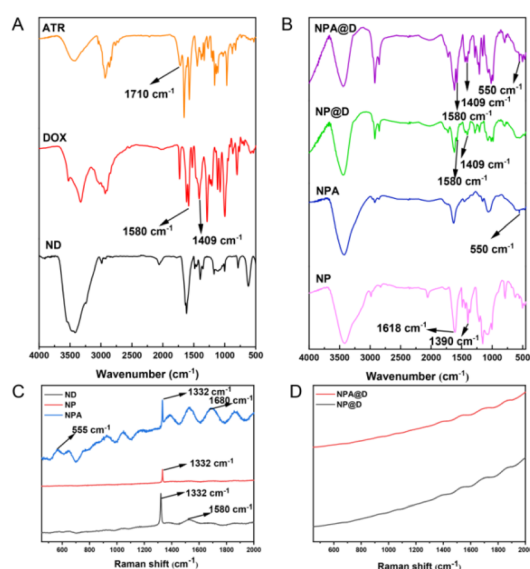 A
ATR
1710 cm⁻¹
DOX
1580 cm⁻¹
1409 cm⁻¹
ND
4000 3500 3000 2500 2000 1500 1000 500
Wavenumber (cm⁻¹)
B
NPA@D
550 cm⁻¹
1409 cm⁻¹
1580 cm⁻¹
NP@D
1409 cm⁻¹
1580 cm⁻¹
NPA
550 cm⁻¹
NP
1618 cm⁻¹
1390 cm⁻¹
4000 3500 3000 2500 2000 1500 1000 500
Wavenumber (cm⁻¹)
C
ND
NP
NPA
1332 cm⁻¹
1680 cm⁻¹
555 cm⁻¹
1332 cm⁻¹
1332 cm⁻¹
1580 cm⁻¹
600 800 1000 1200 1400 1600 1800 2000
Raman shift (cm⁻¹)
D
NPA@D
NP@D
600 800 1000 1200 1400 1600 1800 2000
Raman shift (cm⁻¹)